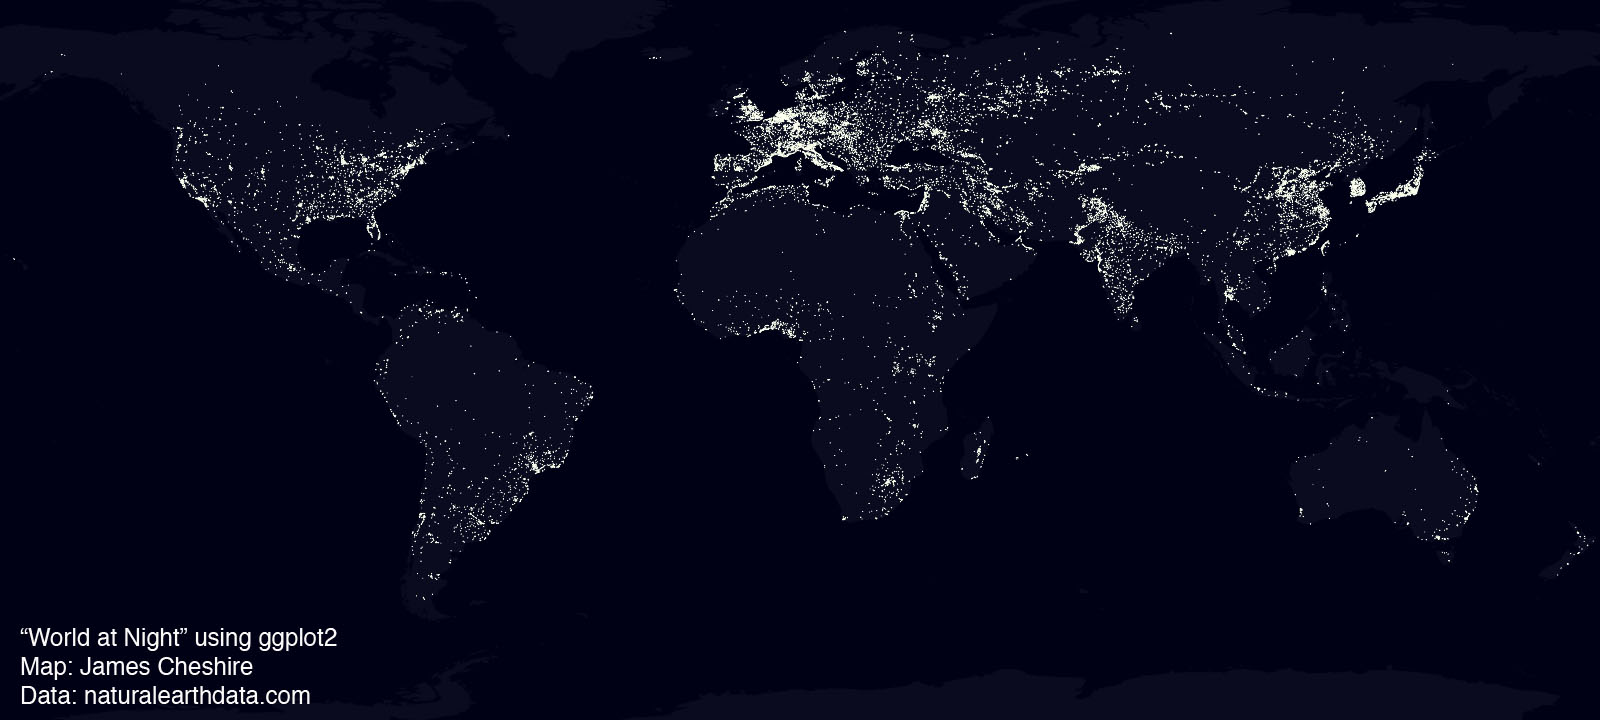 “World at Night” using ggplot2
Map: James Cheshire
Data: naturalearthdata.com